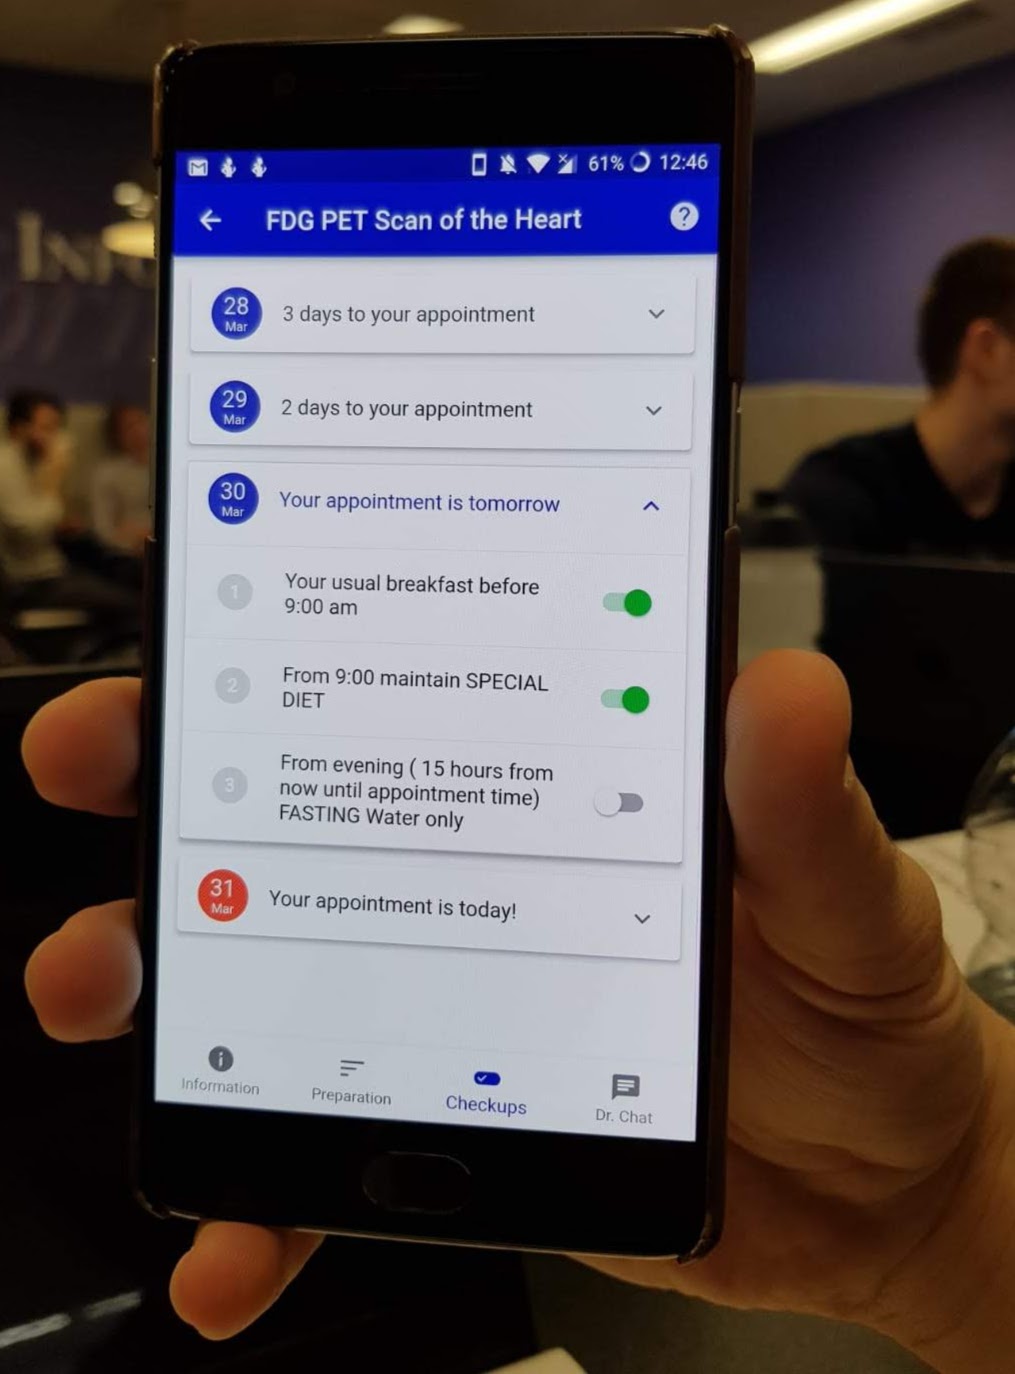 61% 12:46
FDG PET Scan of the Heart
?
28
Mar
3 days to your appointment
29
Mar
2 days to your appointment
30
Mar
Your appointment is tomorrow
1
Your usual breakfast before
9:00 am
2
From 9:00 maintain SPECIAL
DIET
3
From evening ( 15 hours from
now until appointment time)
FASTING Water only
31
Mar
Your appointment is today!
Information
Preparation
Checkups
Dr. Chat